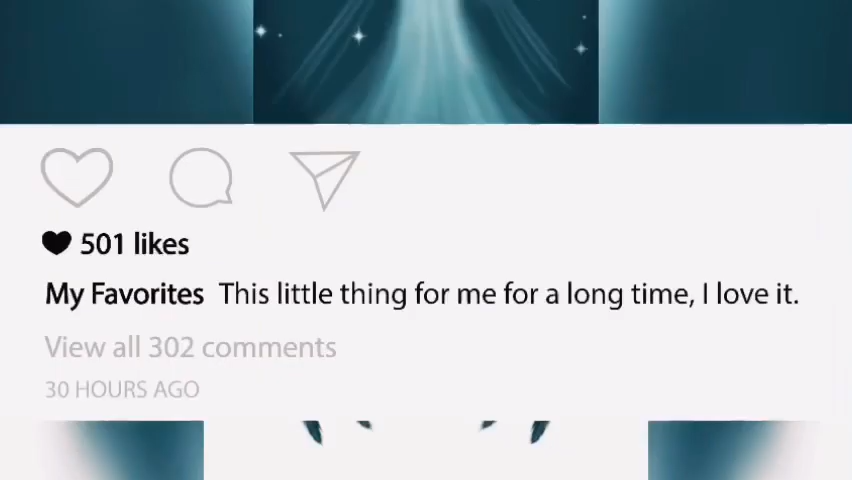 501 likes
My Favorites This little thing for me for a long time, I love it.
View all 302 comments
30 HOURS AGO